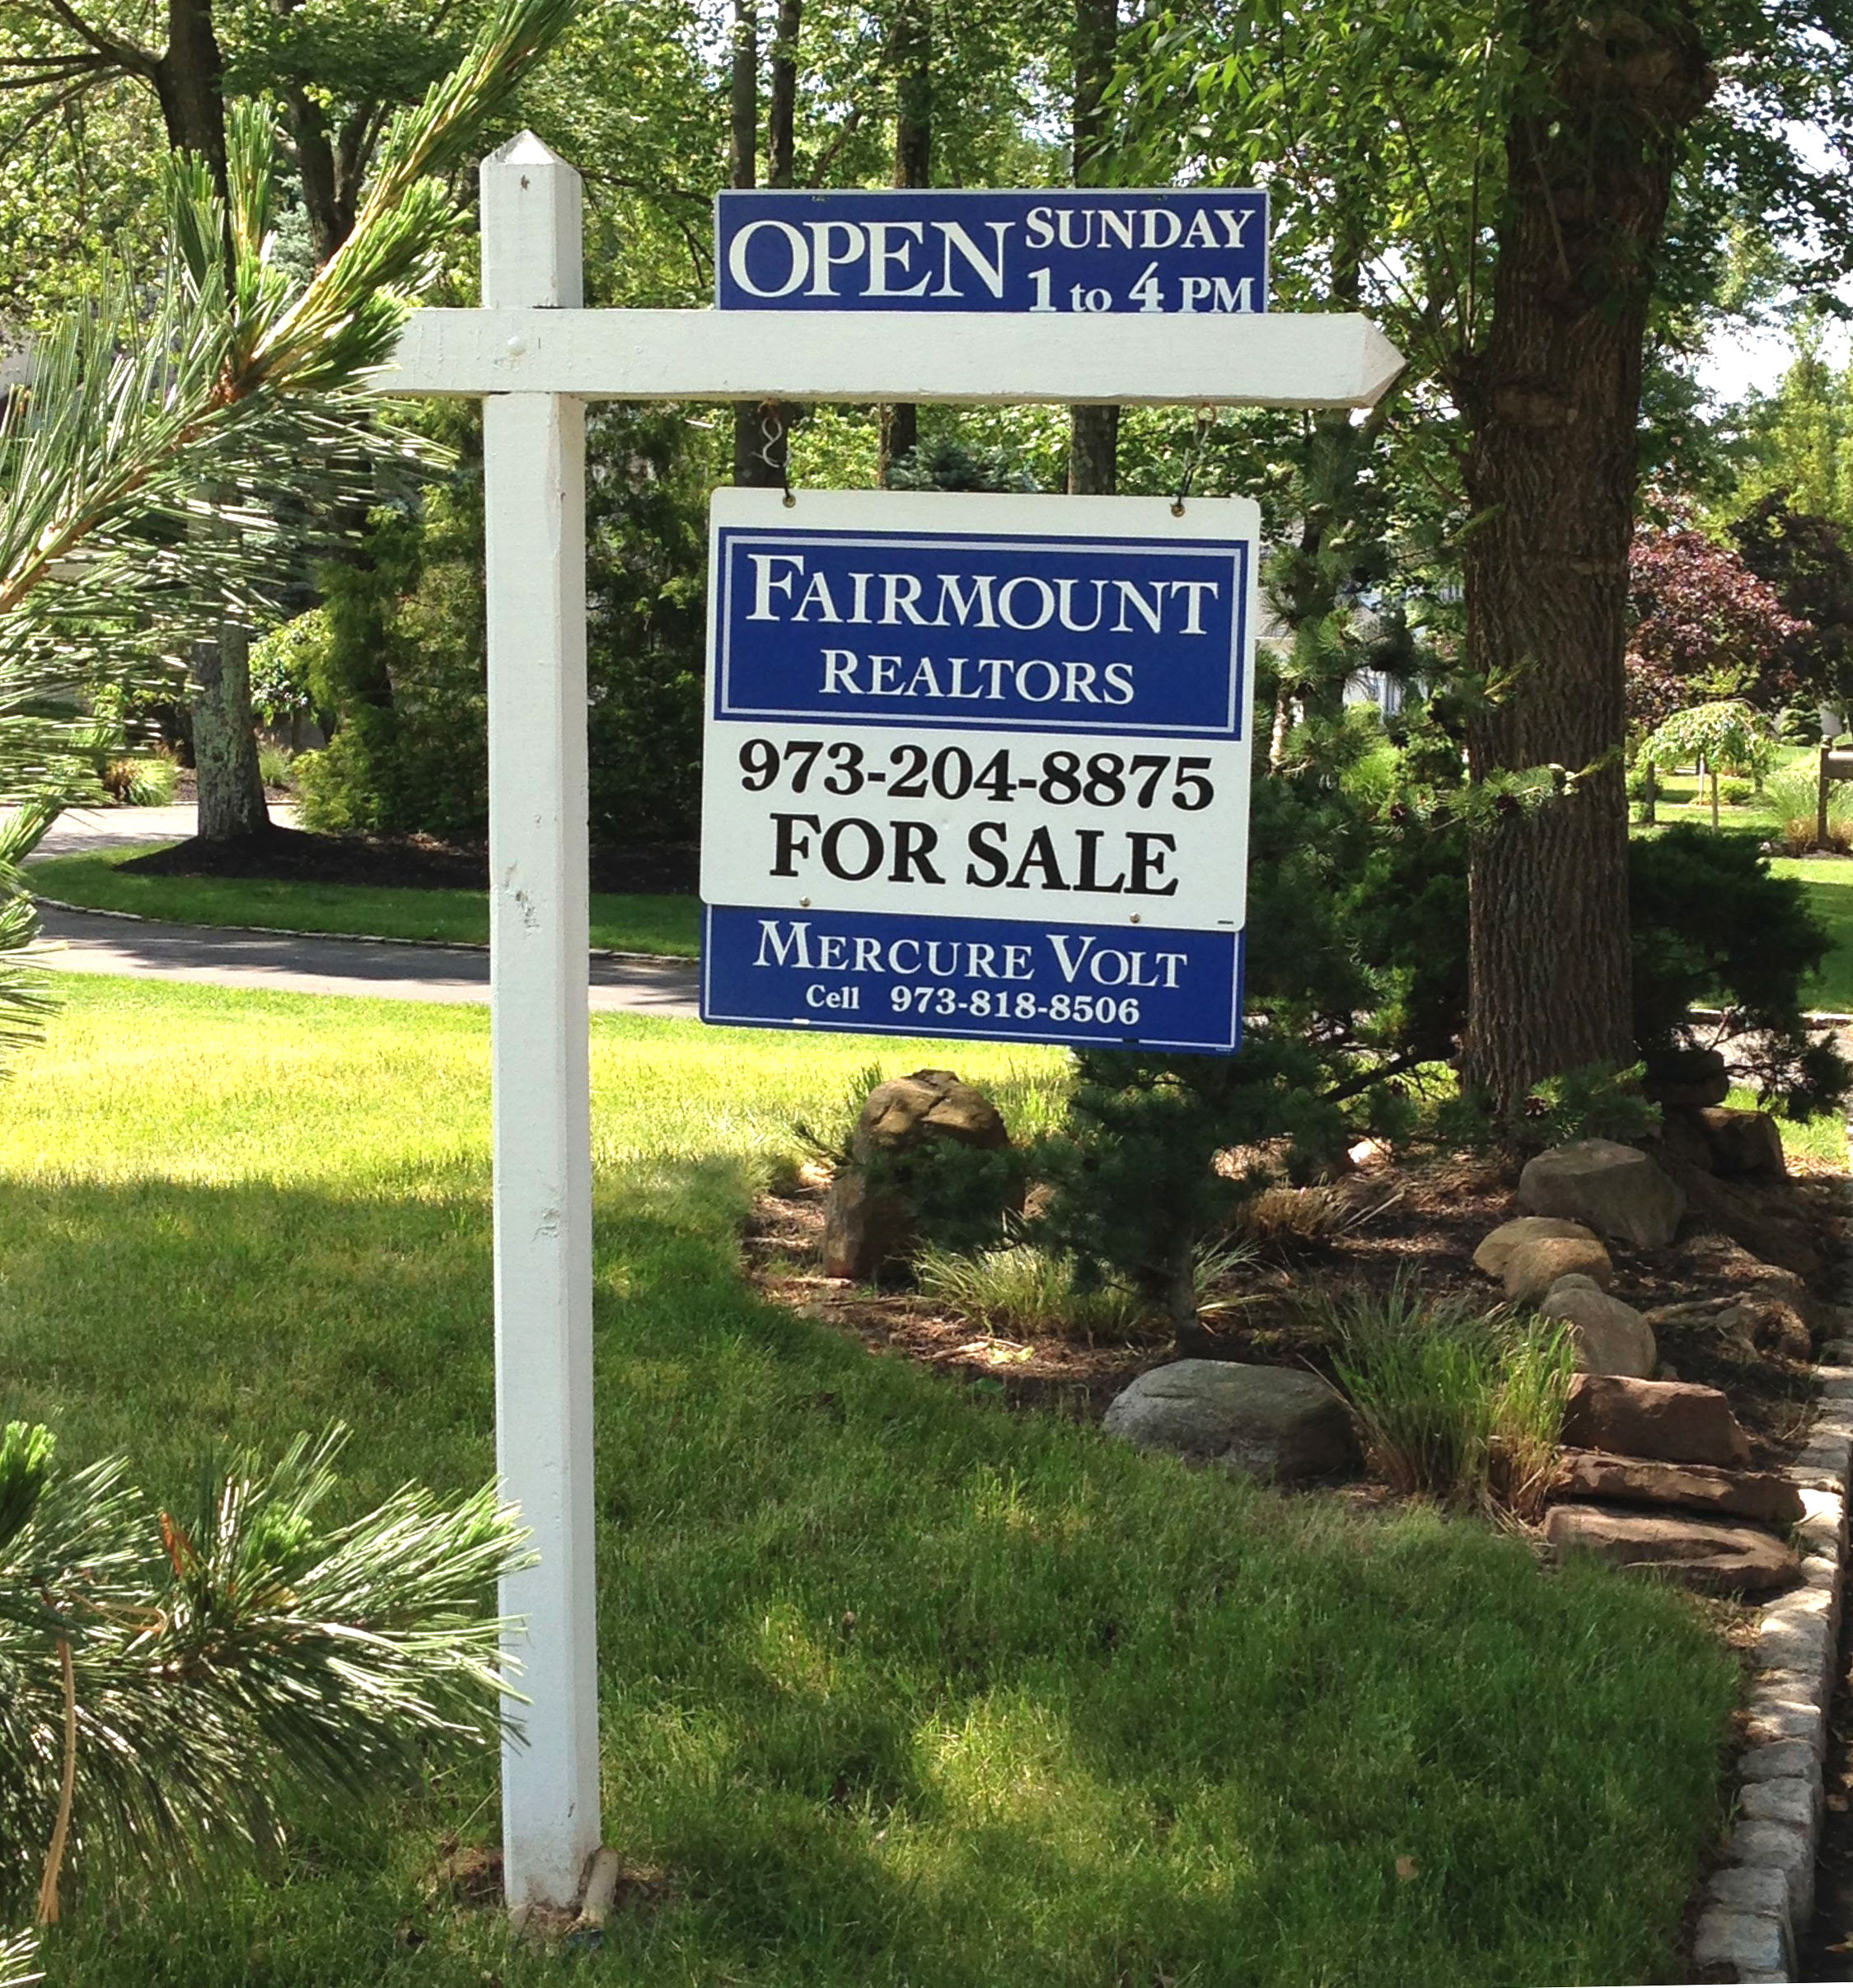 OPEN SUNDAY
1 to 4 PM
FAIRMOUNT
REALTORS
973-204-8875
FOR SALE
MERCURE VOLT
Cell 973-818-8506